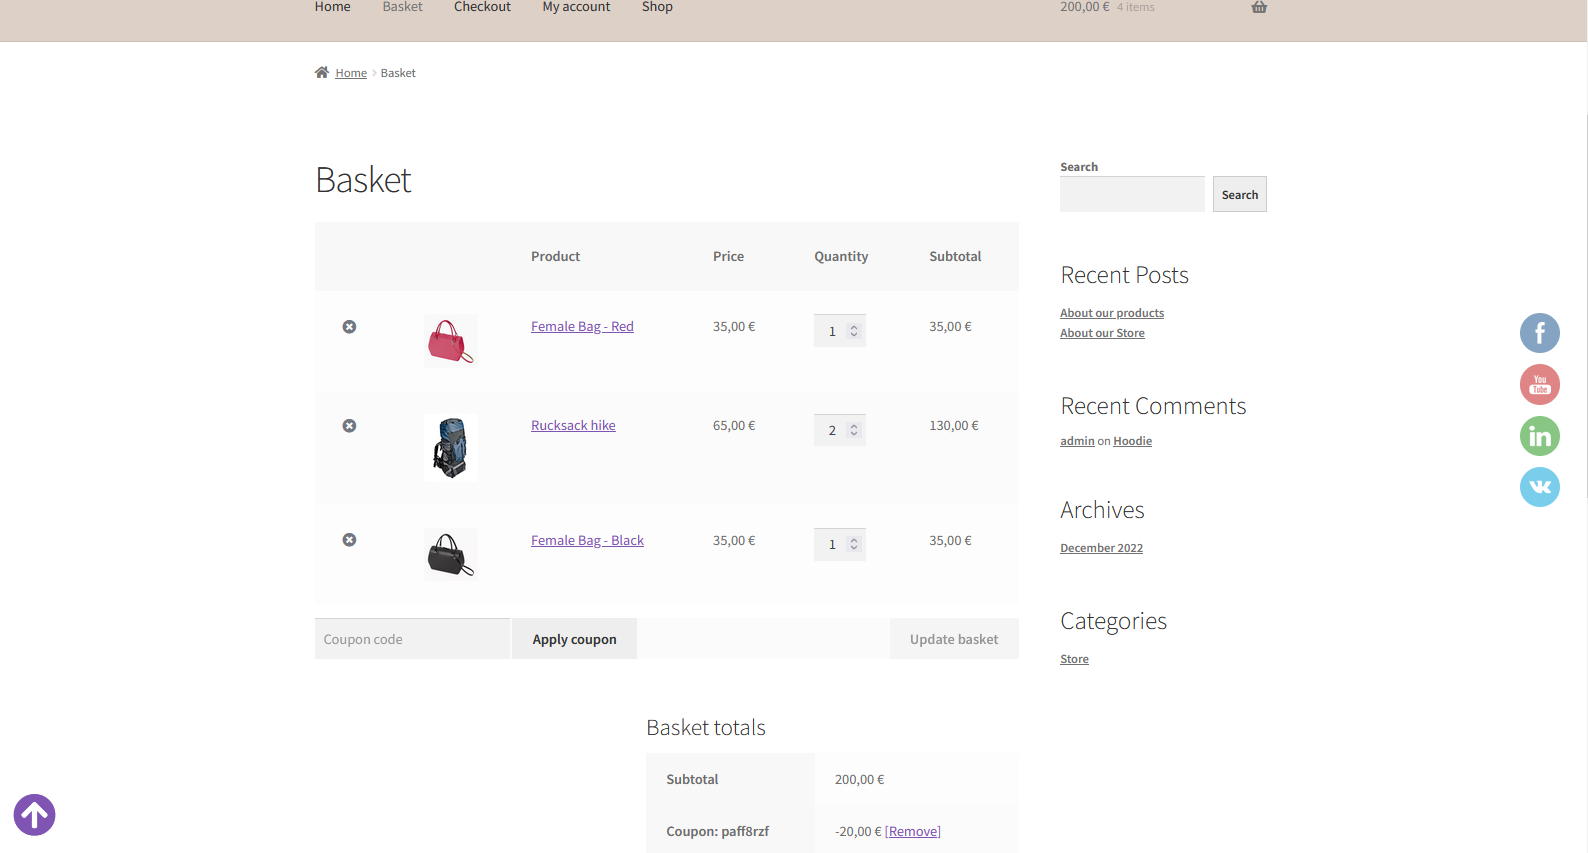 Home Basket Checkout My account Shop 200,00 € 4 items
Home Basket
Basket
Product Price Quantity Subtotal
Female Bag - Red 35,00 € 1 35,00 €
Rucksack hike 65,00 € 2 130,00 €
Female Bag - Black 35,00 € 1 35,00 €
Coupon code Apply coupon Update basket
Basket totals
Subtotal 200,00 €
Coupon: paff8rzf -20,00 € [Remove]
Search
Search
Recent Posts
About our products
About our Store
Recent Comments
admin on Hoodie
Archives
December 2022
Categories
Store
f
You
Tube
in